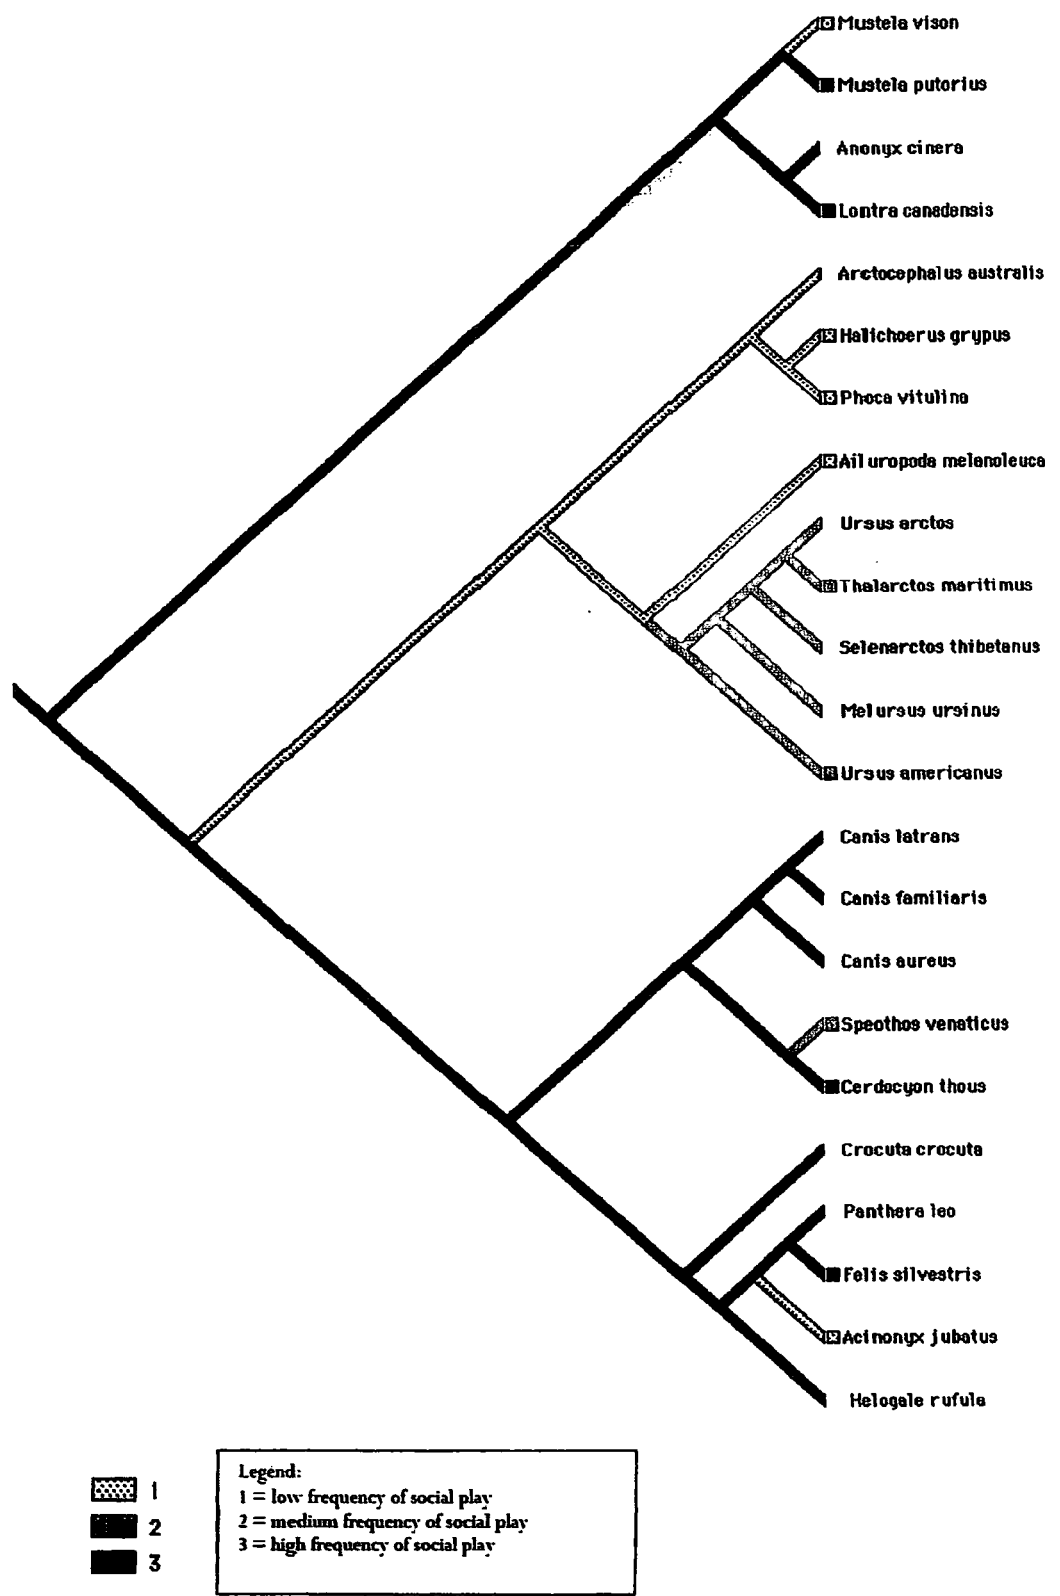 Mustela vison
Mustela putorius
Anonyx cinera
Lontra canadensis
Arctocephalus australis
Halichoerus grypus
Phoca vitulina
Ailuropoda melanoleuca
Ursus arctos
Thalarctos maritimus
Selenarctos thibetanus
Melursus ursinus
Ursus americanus
Canis latrans
Canis familiaris
Canis aureus
Speothos venaticus
Cerdocyon thous
Crocuta crocuta
Panthera leo
Felis silvestris
Acinonyx jubatus
Helogale rufula
1
2
3
Legend:
1 = low frequency of social play
2 = medium frequency of social play
3 = high frequency of social play